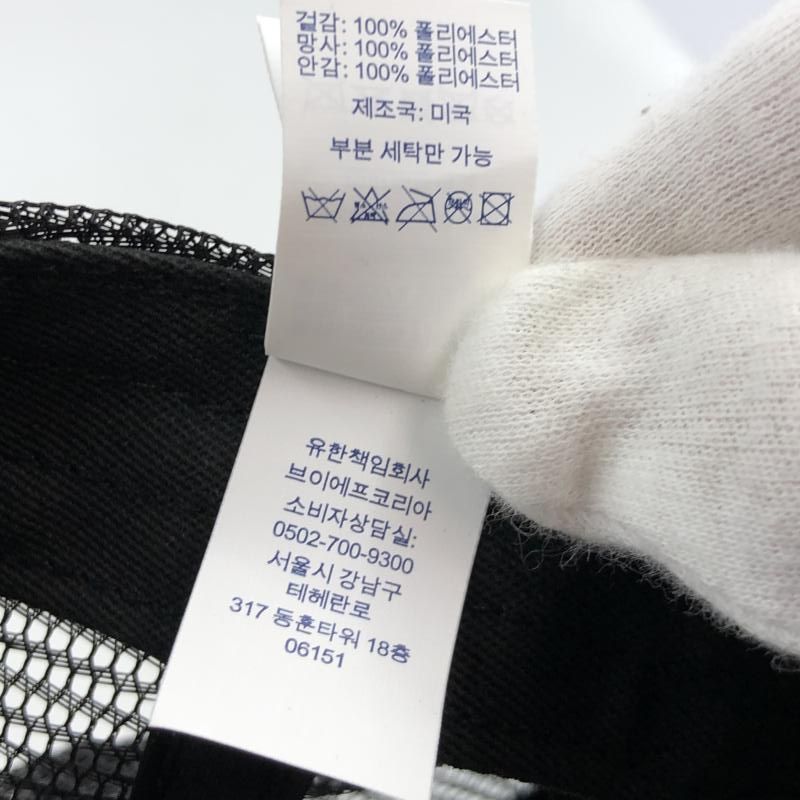 겉감: 100% 폴리에스터
망사: 100% 폴리에스터
안감: 100% 폴리에스터
제조국: 미국
부분 세탁만 가능
유한책임회사
브이에프코리아
소비자상담실:
0502-700-9300
서울시 강남구
테헤란로
317 동훈타워 18층
06151